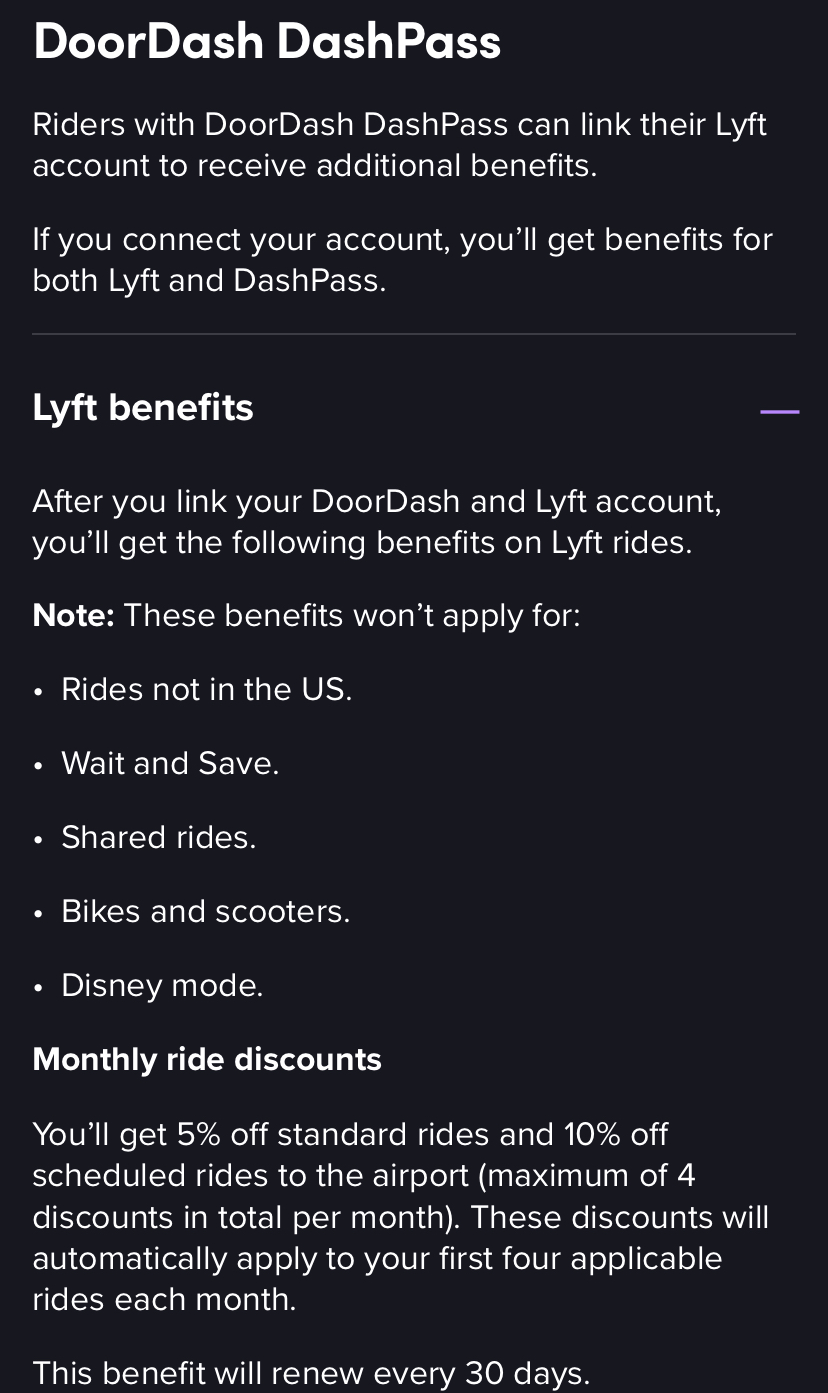 DoorDash DashPass
Riders with DoorDash DashPass can link their Lyft
account to receive additional benefits.
If you connect your account, you’ll get benefits for
both Lyft and DashPass.
Lyft benefits
After you link your DoorDash and Lyft account,
you’ll get the following benefits on Lyft rides.
Note: These benefits won’t apply for:
• Rides not in the US.
• Wait and Save.
• Shared rides.
• Bikes and scooters.
• Disney mode.
Monthly ride discounts
You’ll get 5% off standard rides and 10% off
scheduled rides to the airport (maximum of 4
discounts in total per month). These discounts will
automatically apply to your first four applicable
rides each month.
This benefit will renew every 30 days.